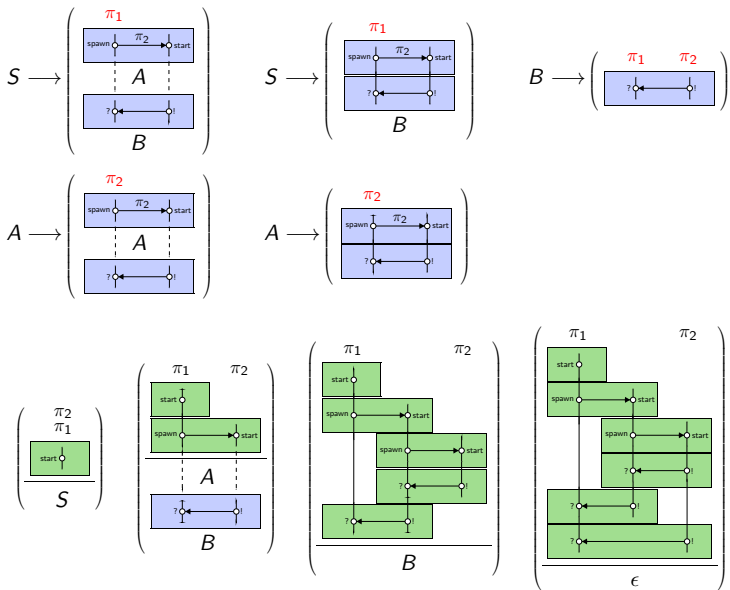 S → ( π1 spawn π2 start A ? ! B )
S → ( π1 spawn π2 start ? ! B )
B → ( π1 π2 ? ! )
A → ( π2 spawn π2 start A ? ! )
A → ( π2 spawn π2 start ? ! )
( π2 π1 start S )
( π1 π2 start spawn start A ? ! B )
( π1 π2 start spawn start spawn start ? ! ? ! B )
( π1 π2 start spawn start spawn start ? ! ? ! ? ! ϵ )